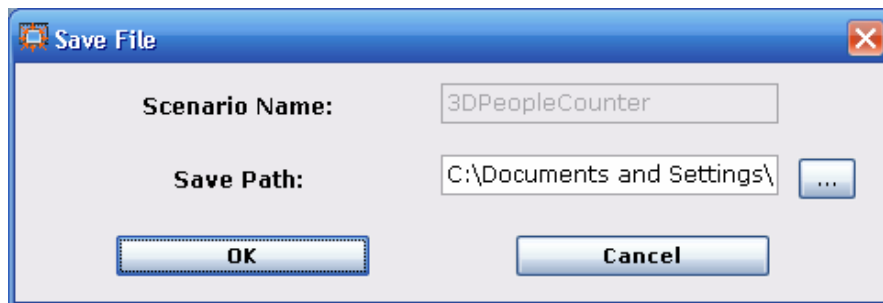 Save File
Scenario Name: 3DPeopleCounter
Save Path: C:\Documents and Settings\ ...
OK Cancel